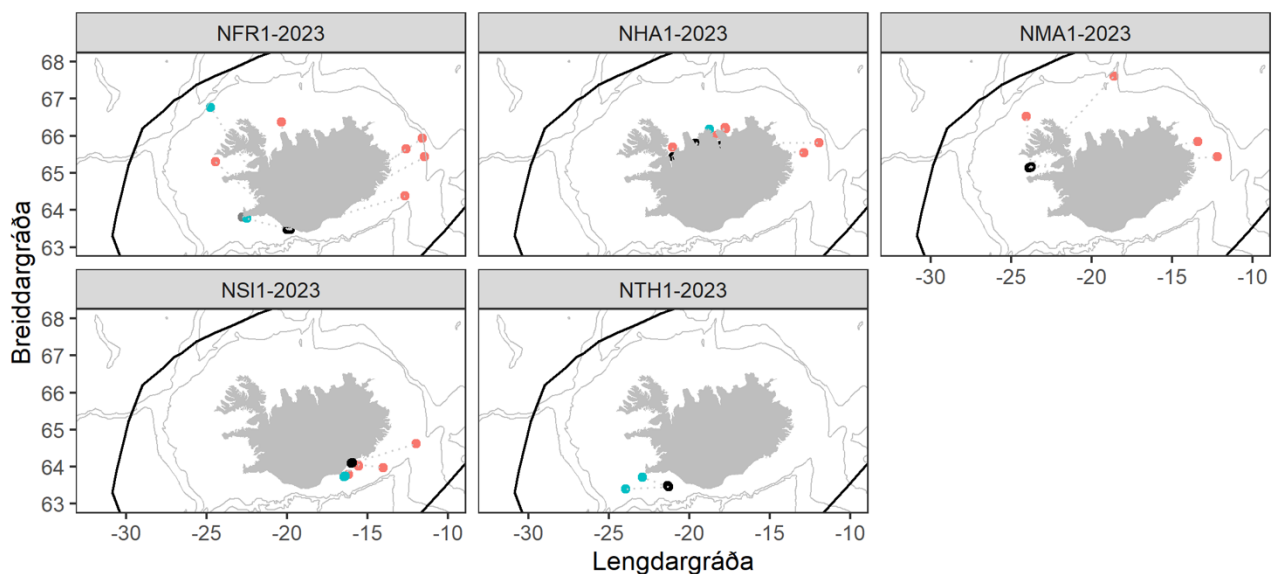 NFR1-2023 NHA1-2023 NMA1-2023
68
67
66
65
64
63
-30 -25 -20 -15 -10
NSI1-2023 NTH1-2023
68
67
66
65
64
63
-30 -25 -20 -15 -10 -30 -25 -20 -15 -10
Breiddargráða
Lengdargráða